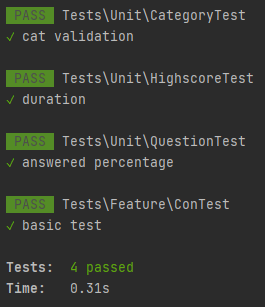 PASS Tests\Unit\CategoryTest
✓ cat validation
PASS Tests\Unit\HighscoreTest
✓ duration
PASS Tests\Unit\QuestionTest
✓ answered percentage
PASS Tests\Feature\ConTest
✓ basic test
Tests: 4 passed
Time: 0.31s